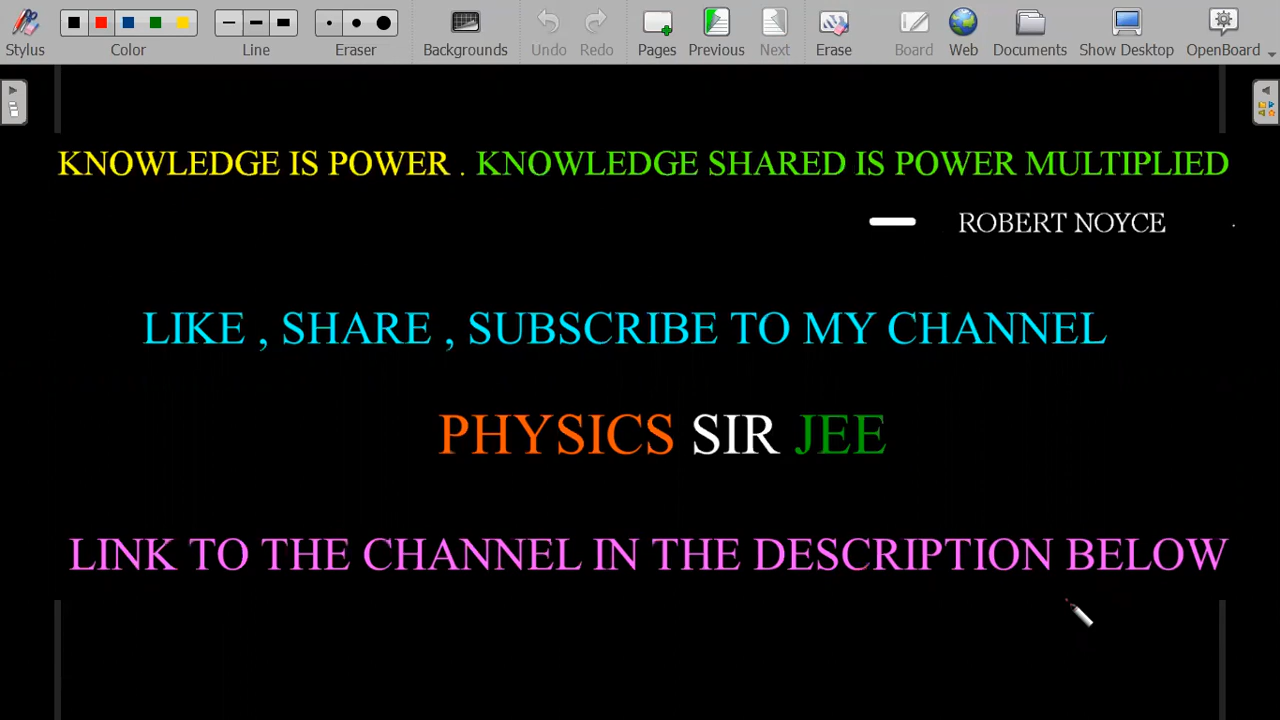 Stylus Color Line Eraser Backgrounds Undo Redo Pages Previous Next Erase Board Web Documents Show Desktop OpenBoard
KNOWLEDGE IS POWER . KNOWLEDGE SHARED IS POWER MULTIPLIED
— ROBERT NOYCE .
LIKE , SHARE , SUBSCRIBE TO MY CHANNEL
PHYSICS SIR JEE
LINK TO THE CHANNEL IN THE DESCRIPTION BELOW